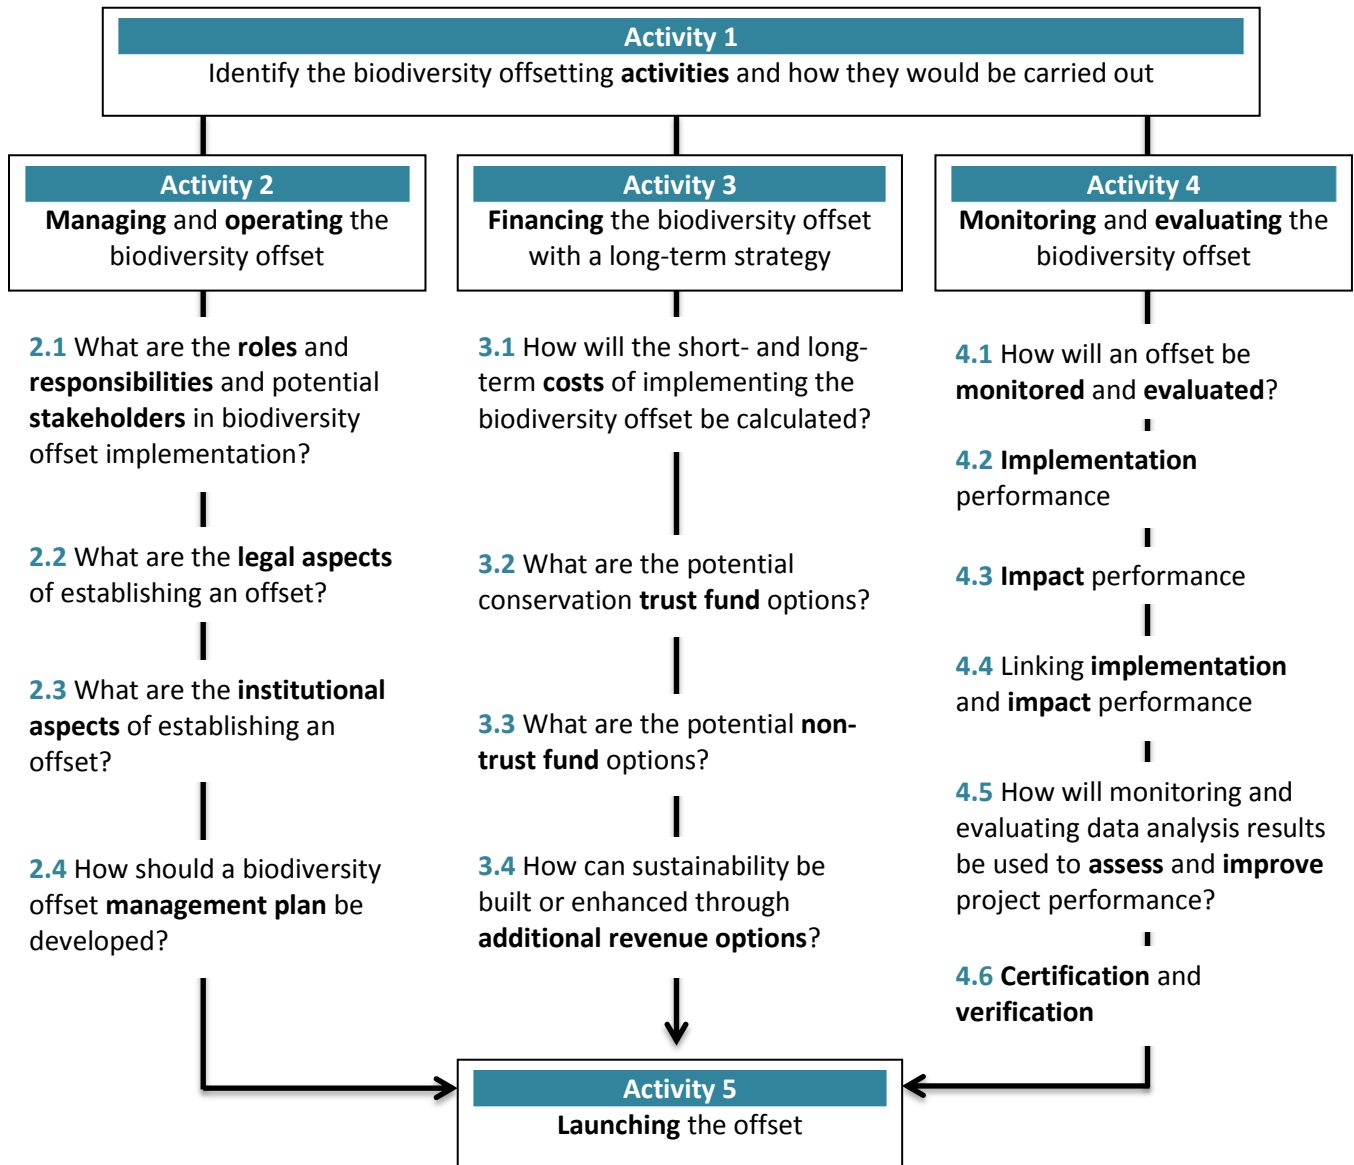 Activity 1
Identify the biodiversity offsetting activities and how they would be carried out
Activity 2
Managing and operating the
biodiversity offset
2.1 What are the roles and
responsibilities and potential
stakeholders in biodiversity
offset implementation?
2.2 What are the legal aspects
of establishing an offset?
2.3 What are the institutional
aspects of establishing an
offset?
2.4 How should a biodiversity
offset management plan be
developed?
Activity 3
Financing the biodiversity offset
with a long-term strategy
3.1 How will the short- and long-
term costs of implementing the
biodiversity offset be calculated?
3.2 What are the potential
conservation trust fund options?
3.3 What are the potential non-
trust fund options?
3.4 How can sustainability be
built or enhanced through
additional revenue options?
Activity 4
Monitoring and evaluating the
biodiversity offset
4.1 How will an offset be
monitored and evaluated?
4.2 Implementation
performance
4.3 Impact performance
4.4 Linking implementation
and impact performance
4.5 How will monitoring and
evaluating data analysis results
be used to assess and improve
project performance?
4.6 Certification and
verification
Activity 5
Launching the offset